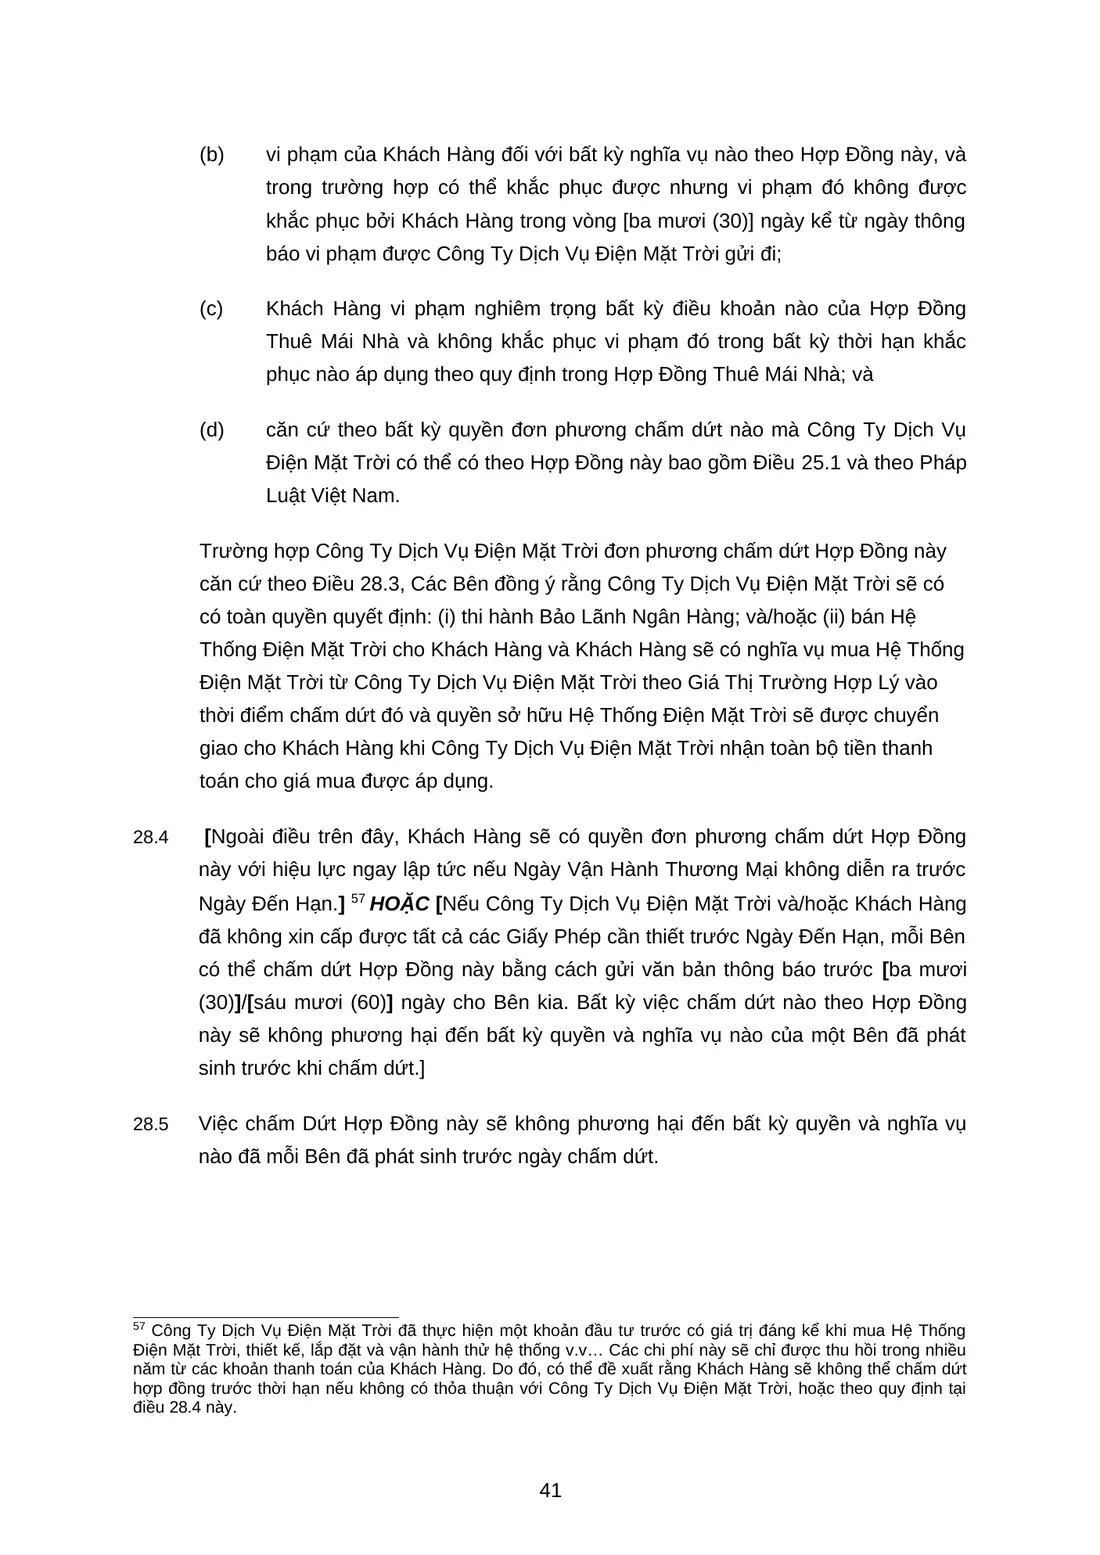 (b) vi phạm của Khách Hàng đối với bất kỳ nghĩa vụ nào theo Hợp Đồng này, và
trong trường hợp có thể khắc phục được nhưng vi phạm đó không được
khắc phục bởi Khách Hàng trong vòng [ba mươi (30)] ngày kể từ ngày thông
báo vi phạm được Công Ty Dịch Vụ Điện Mặt Trời gửi đi;
(c) Khách Hàng vi phạm nghiêm trọng bất kỳ điều khoản nào của Hợp Đồng
Thuê Mái Nhà và không khắc phục vi phạm đó trong bất kỳ thời hạn khắc
phục nào áp dụng theo quy định trong Hợp Đồng Thuê Mái Nhà; và
(d) căn cứ theo bất kỳ quyền đơn phương chấm dứt nào mà Công Ty Dịch Vụ
Điện Mặt Trời có thể có theo Hợp Đồng này bao gồm Điều 25.1 và theo Pháp
Luật Việt Nam.
Trường hợp Công Ty Dịch Vụ Điện Mặt Trời đơn phương chấm dứt Hợp Đồng này
căn cứ theo Điều 28.3, Các Bên đồng ý rằng Công Ty Dịch Vụ Điện Mặt Trời sẽ có
có toàn quyền quyết định: (i) thi hành Bảo Lãnh Ngân Hàng; và/hoặc (ii) bán Hệ
Thống Điện Mặt Trời cho Khách Hàng và Khách Hàng sẽ có nghĩa vụ mua Hệ Thống
Điện Mặt Trời từ Công Ty Dịch Vụ Điện Mặt Trời theo Giá Thị Trường Hợp Lý vào
thời điểm chấm dứt đó và quyền sở hữu Hệ Thống Điện Mặt Trời sẽ được chuyển
giao cho Khách Hàng khi Công Ty Dịch Vụ Điện Mặt Trời nhận toàn bộ tiền thanh
toán cho giá mua được áp dụng.
28.4 [Ngoài điều trên đây, Khách Hàng sẽ có quyền đơn phương chấm dứt Hợp Đồng
này với hiệu lực ngay lập tức nếu Ngày Vận Hành Thương Mại không diễn ra trước
Ngày Đến Hạn.] 57 HOẶC [Nếu Công Ty Dịch Vụ Điện Mặt Trời và/hoặc Khách Hàng
đã không xin cấp được tất cả các Giấy Phép cần thiết trước Ngày Đến Hạn, mỗi Bên
có thể chấm dứt Hợp Đồng này bằng cách gửi văn bản thông báo trước [ba mươi
(30)]/[sáu mươi (60)] ngày cho Bên kia. Bất kỳ việc chấm dứt nào theo Hợp Đồng
này sẽ không phương hại đến bất kỳ quyền và nghĩa vụ nào của một Bên đã phát
sinh trước khi chấm dứt.]
28.5 Việc chấm Dứt Hợp Đồng này sẽ không phương hại đến bất kỳ quyền và nghĩa vụ
nào đã mỗi Bên đã phát sinh trước ngày chấm dứt.
57 Công Ty Dịch Vụ Điện Mặt Trời đã thực hiện một khoản đầu tư trước có giá trị đáng kể khi mua Hệ Thống
Điện Mặt Trời, thiết kế, lắp đặt và vận hành thử hệ thống v.v… Các chi phí này sẽ chỉ được thu hồi trong nhiều
năm từ các khoản thanh toán của Khách Hàng. Do đó, có thể đề xuất rằng Khách Hàng sẽ không thể chấm dứt
hợp đồng trước thời hạn nếu không có thỏa thuận với Công Ty Dịch Vụ Điện Mặt Trời, hoặc theo quy định tại
điều 28.4 này.
41